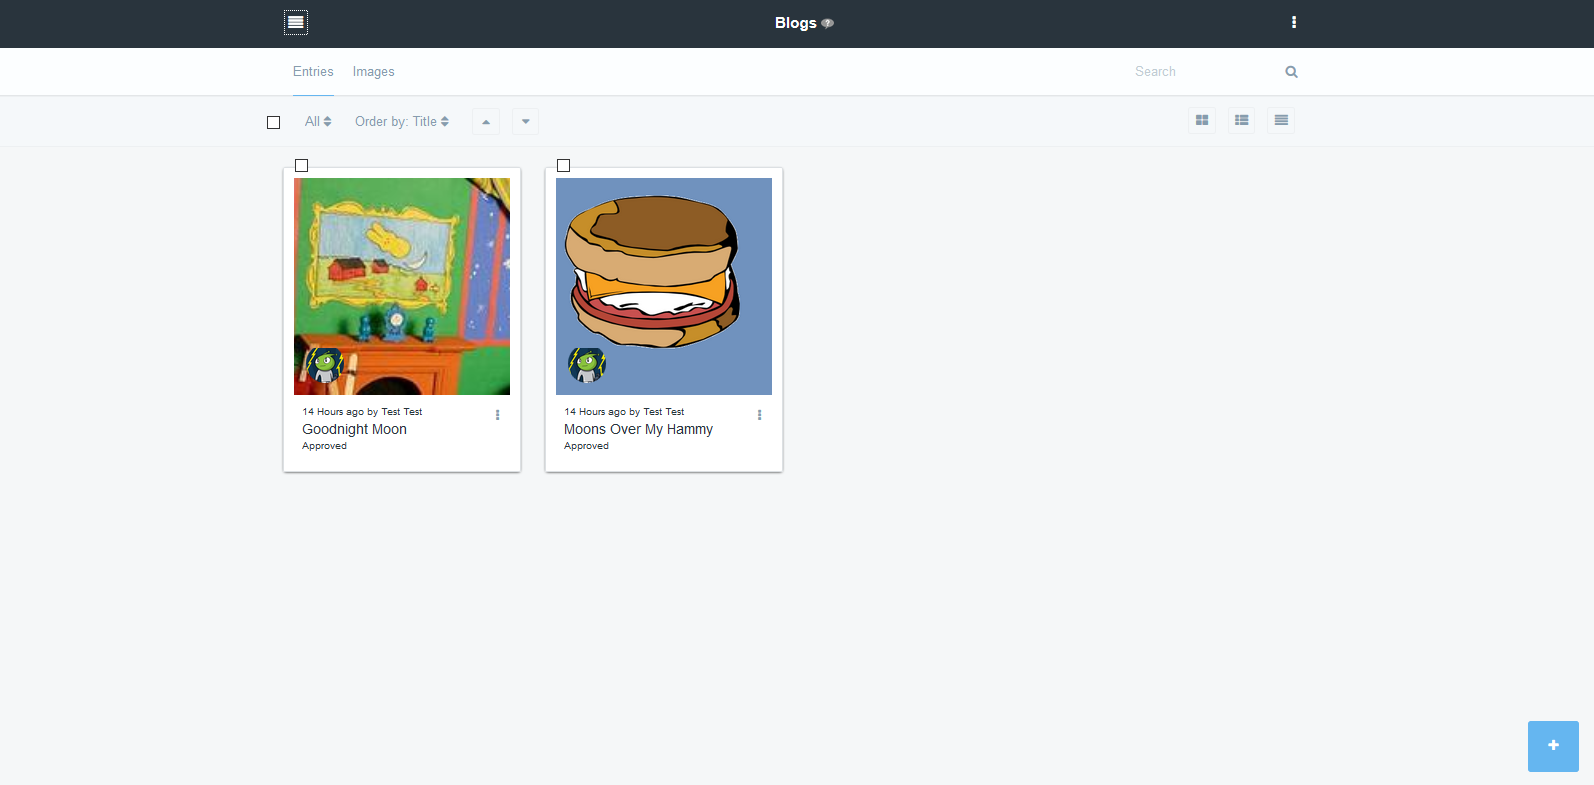 Blogs ?
Entries Images Search
All Order by: Title
14 Hours ago by Test Test
Goodnight Moon
Approved
14 Hours ago by Test Test
Moons Over My Hammy
Approved